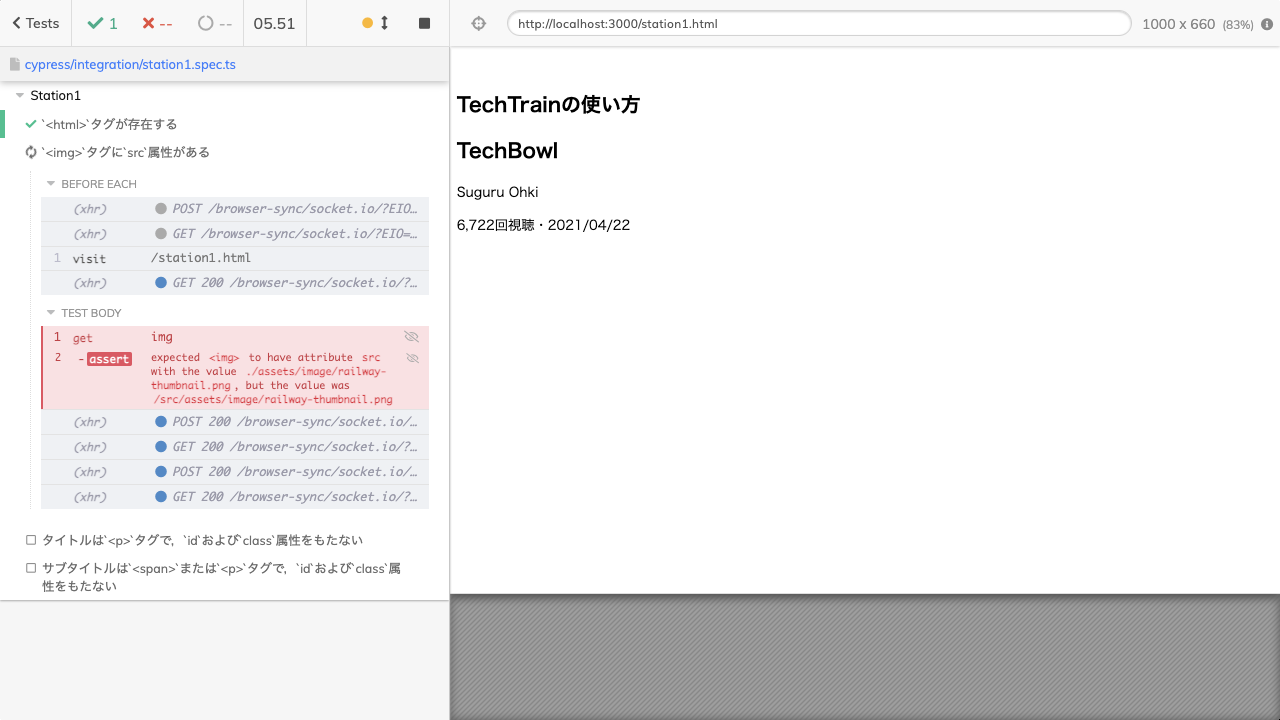 Tests
1
--
--
05.51
http://localhost:3000/station1.html
1000 x 660 (83%)
cypress/integration/station1.spec.ts
Station1
`<html>`タグが存在する
`<img>`タグに`src`属性がある
BEFORE EACH
(xhr) POST /browser-sync/socket.io/?EIO…
(xhr) GET /browser-sync/socket.io/?EIO=…
1 visit /station1.html
(xhr) GET 200 /browser-sync/socket.io/?…
TEST BODY
1 get img
2 -assert expected <img> to have attribute src
with the value ./assets/image/railway-
thumbnail.png, but the value was
/src/assets/image/railway-thumbnail.png
(xhr) POST 200 /browser-sync/socket.io/…
(xhr) GET 200 /browser-sync/socket.io/?…
(xhr) POST 200 /browser-sync/socket.io/…
(xhr) GET 200 /browser-sync/socket.io/?…
タイトルは`<p>`タグで，`id`および`class`属性をもたない
サブタイトルは`<span>`または`<p>`タグで，`id`および`class`属
性をもたない
TechTrainの使い方
TechBowl
Suguru Ohki
6,722回視聴・2021/04/22